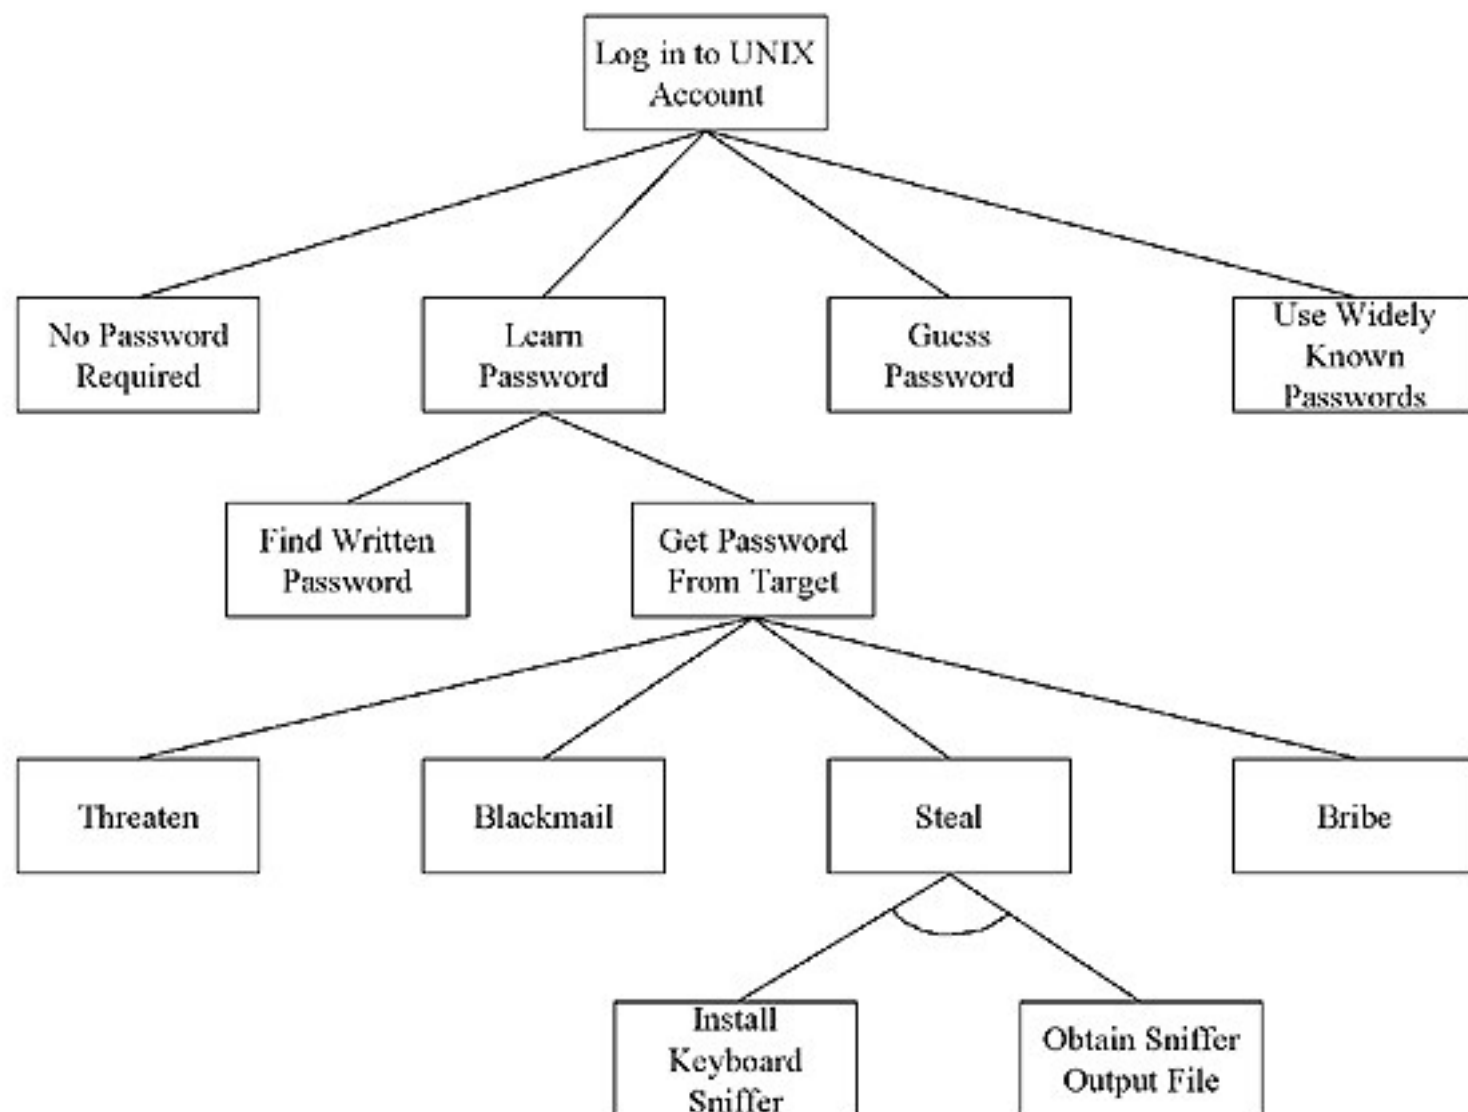 Log in to UNIX
Account
No Password
Required
Learn
Password
Guess
Password
Use Widely
Known
Passwords
Find Written
Password
Get Password
From Target
Threaten
Blackmail
Steal
Bribe
Install
Keyboard
Sniffer
Obtain Sniffer
Output File